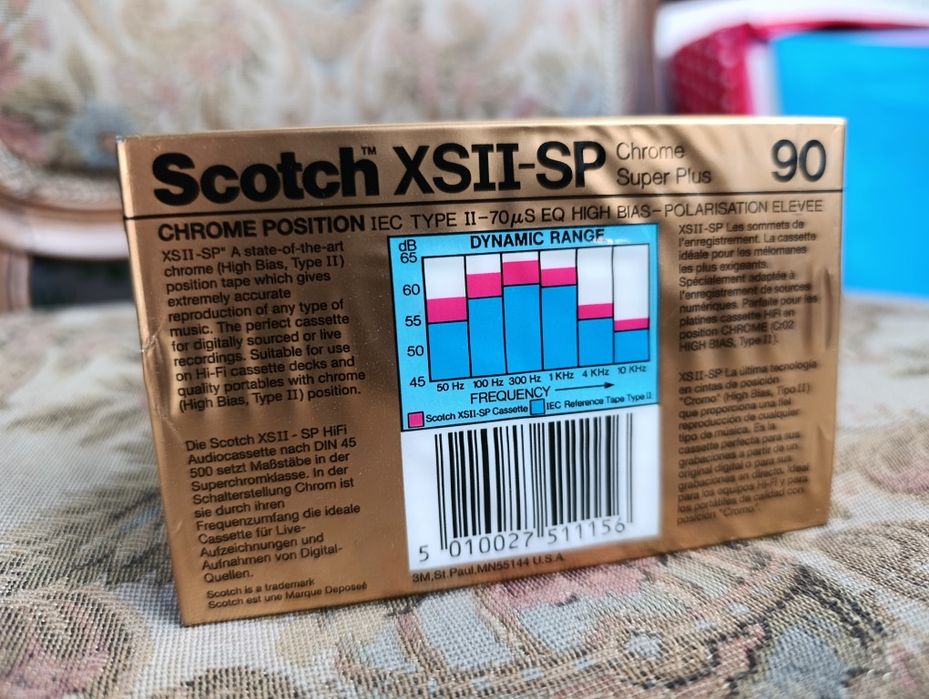 Scotch™ XSII-SP Chrome Super Plus 90
CHROME POSITION IEC TYPE II-70µS EQ HIGH BIAS-POLARISATION ELEVEE
XSII-SP* A state-of-the-art
chrome (High Bias, Type II)
position tape which gives
extremely accurate
reproduction of any type of
music. The perfect cassette
for digitally sourced or live
recordings. Suitable for use
on Hi-Fi cassette decks and
quality portables with chrome
(High Bias, Type II) position.
Die Scotch XSII - SP HiFi
Audiocassette nach DIN 45
500 setzt Maßstäbe in der
Superchromklasse. In der
Schalterstellung Chrom ist
sie durch ihren
Frequenzumfang die ideale
Cassette für Live-
Aufzeichnungen und
Aufnahmen von Digital-
Quellen.
Scotch is a trademark
Scotch est une Marque Deposeé
dB DYNAMIC RANGE
65
60
55
50
45
50 Hz 100 Hz 300 Hz 1 KHz 4 KHz 10 KHz
FREQUENCY
Scotch XSII-SP Cassette IEC Reference Tape Type II
5 010027 511156
3M,St.Paul,MN55144 U.S.A.
XSII-SP Les sommets de
l'enregistrement. La cassette
idéale pour les mélomanes
les plus exigeants.
Spécialement adaptée à
l'enregistrement de sources
numériques. Parfaite pour les
platines cassette HiFi en
position CHROME (Cr02
HIGH BIAS, Type II).
XSII-SP La última tecnología
en cintas de posición
"Cromo" (High Bias, Tipo II)
que proporciona una fiel
reproducción de cualquier
tipo de música. Es la
cassette perfecta para sus
grabaciones a partir de un
original digital o para sus
grabaciones en directo. Ideal
para los equipos Hi-Fi y para
los portátiles de calidad con
posición "Cromo".